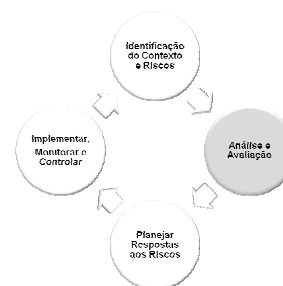 Identificação
do Contexto
e Riscos
Análise e
Avaliação
Planejar
Respostas
aos Riscos
Implementar,
Monitorar e
Controlar